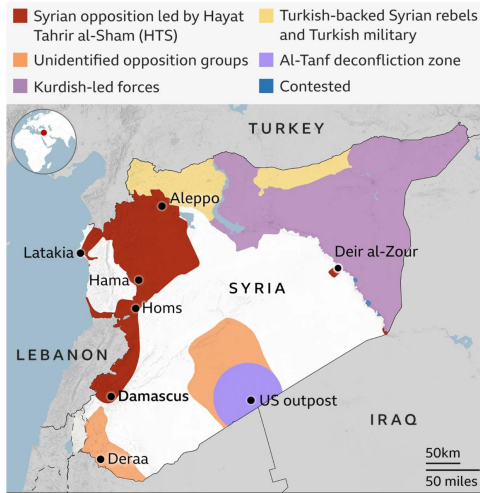 Syrian opposition led by Hayat
Tahrir al-Sham (HTS)
Turkish-backed Syrian rebels
and Turkish military
Unidentified opposition groups
Al-Tanf deconfliction zone
Kurdish-led forces
Contested
TURKEY
Aleppo
Latakia
Deir al-Zour
Hama
SYRIA
Homs
LEBANON
Damascus
US outpost
IRAQ
Deraa
50km
50 miles